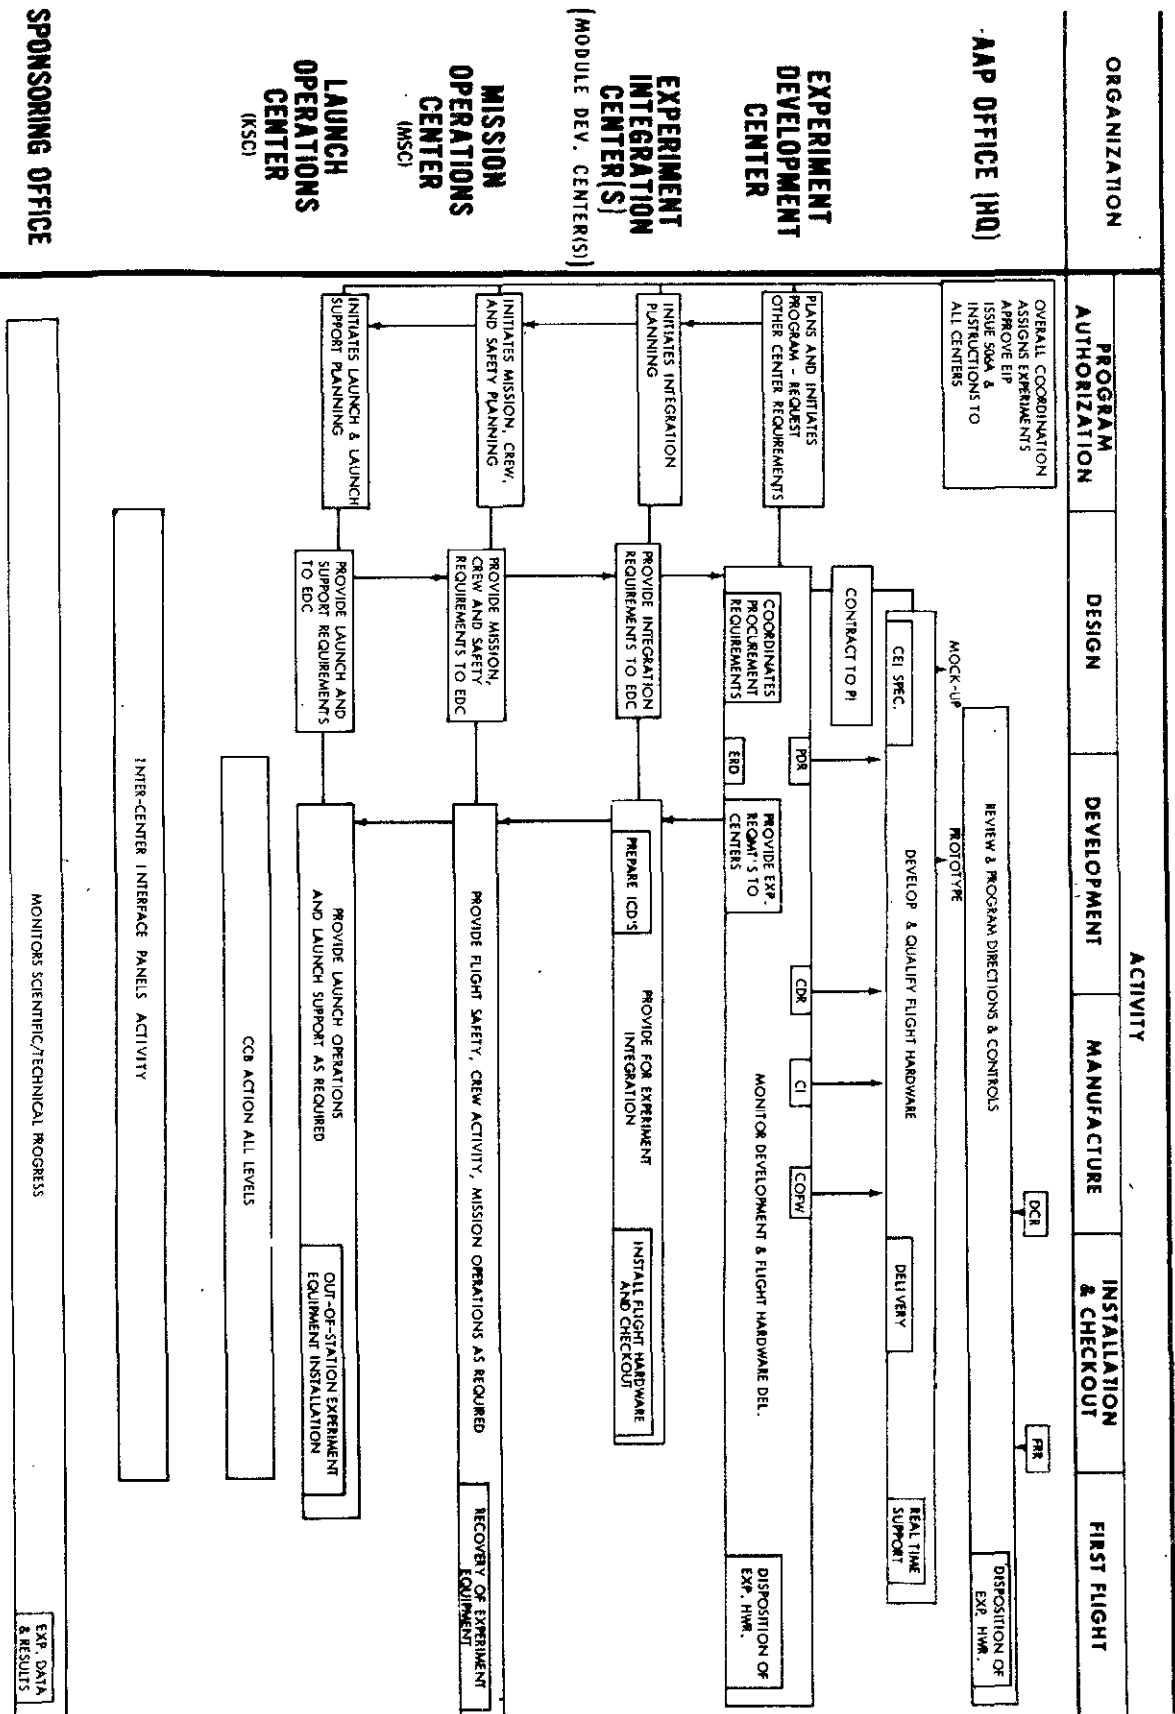 ORGANIZATION
ACTIVITY
PROGRAM
AUTHORIZATION
DESIGN
DEVELOPMENT
MANUFACTURE
INSTALLATION
& CHECKOUT
FIRST FLIGHT
AAP OFFICE (HQ)
OVERALL COORDINATION
ASSIGNS EXPERIMENTS
APPROVE EIP
ISSUE 506A &
INSTRUCTIONS TO
ALL CENTERS
DCR
FRR
REVIEW & PROGRAM DIRECTIONS & CONTROLS
DISPOSITION OF
EXP. HWR.
MOCK-UP
PROTOTYPE
CEI SPEC.
DEVELOP & QUALIFY FLIGHT HARDWARE
DELIVERY
REAL TIME
SUPPORT
CONTRACT TO PI
EXPERIMENT
DEVELOPMENT
CENTER
PLANS AND INITIATES
PROGRAM - REQUEST
OTHER CENTER REQUIREMENTS
PDR
CDR
CI
COFW
COORDINATES
PROCUREMENT
REQUIREMENTS
ERD
PROVIDE EXP.
REQMT'S TO
CENTERS
MONITOR DEVELOPMENT & FLIGHT HARDWARE DEL.
DISPOSITION OF
EXP. HWR.
EXPERIMENT
INTEGRATION
CENTER(S)
(MODULE DEV. CENTER(S))
INITIATES INTEGRATION
PLANNING
PROVIDE INTEGRATION
REQUIREMENTS TO EDC
PREPARE ICD'S
PROVIDE FOR EXPERIMENT
INTEGRATION
INSTALL FLIGHT HARDWARE
AND CHECKOUT
MISSION
OPERATIONS
CENTER
(MSC)
INITIATES MISSION, CREW,
AND SAFETY PLANNING
PROVIDE MISSION,
CREW AND SAFETY
REQUIREMENTS TO EDC
PROVIDE FLIGHT SAFETY, CREW ACTIVITY, MISSION OPERATIONS AS REQUIRED
RECOVERY OF EXPERIMENT
EQUIPMENT
LAUNCH
OPERATIONS
CENTER
(KSC)
INITIATES LAUNCH & LAUNCH
SUPPORT PLANNING
PROVIDE LAUNCH AND
SUPPORT REQUIREMENTS
TO EDC
PROVIDE LAUNCH OPERATIONS
AND LAUNCH SUPPORT AS REQUIRED
OUT-OF-STATION EXPERIMENT
EQUIPMENT INSTALLATION
CCB ACTION ALL LEVELS
INTER-CENTER INTERFACE PANELS ACTIVITY
SPONSORING OFFICE
MONITORS SCIENTIFIC/TECHNICAL PROGRESS
EXP. DATA
& RESULTS